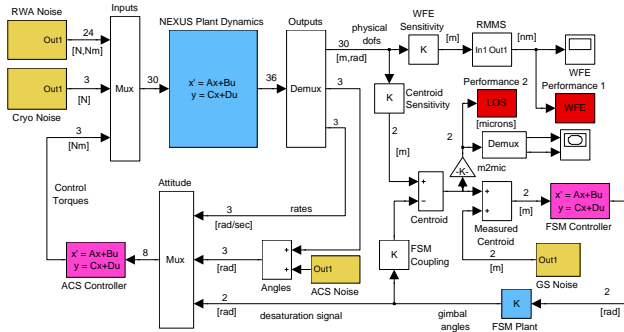 RWA Noise
Out1
24
[N,Nm]
Out1
3
[N]
Cryo Noise
3
[Nm]
Inputs
Mux
30
NEXUS Plant Dynamics
x' = Ax+Bu
y = Cx+Du
36
Outputs
Demux
physical
dofs
30
[m,rad]
3
3
WFE
Sensitivity
K
[m]
RMMS
In1 Out1
[nm]
WFE
Performance 1
WFE
K
Centroid
Sensitivity
2
[m]
Performance 2
LOS
[microns]
2
Demux
-K-
m2mic
+
−
Centroid
+
+
Measured
Centroid
2
[m]
x' = Ax+Bu
y = Cx+Du
FSM Controller
2
[m]
Out1
GS Noise
K
FSM
Coupling
Control
Torques
x' = Ax+Bu
y = Cx+Du
ACS Controller
8
Attitude
Mux
3
rates
[rad/sec]
3
[rad]
+
+
Angles
Out1
ACS Noise
2
[rad]
desaturation signal
gimbal
angles
K
FSM Plant
2
[rad]